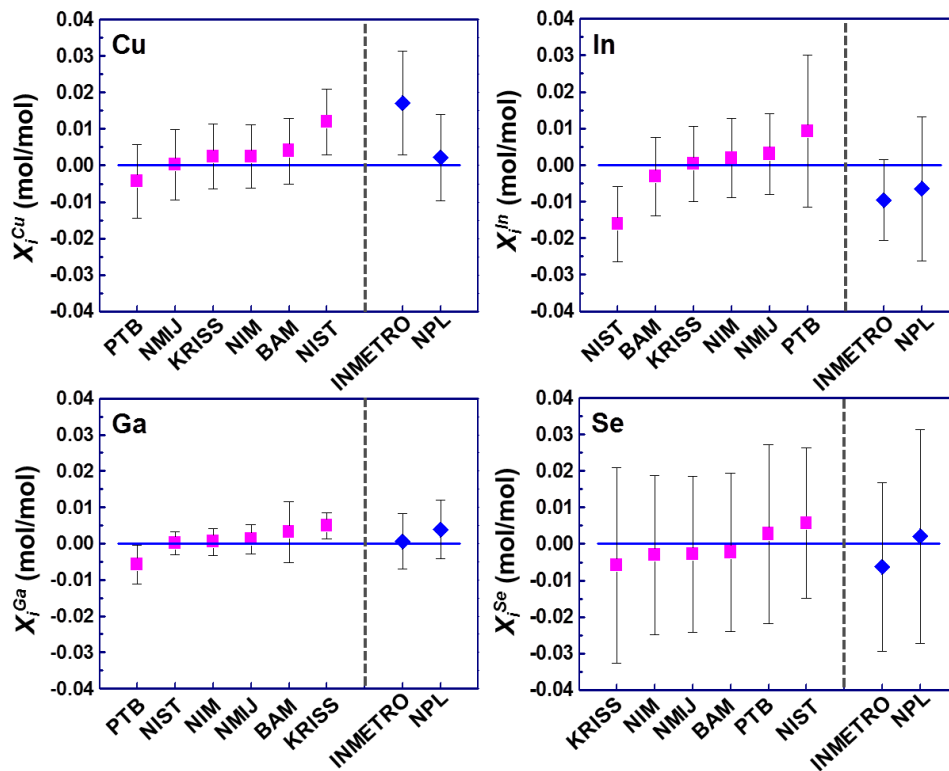 Cu
X_i^Cu (mol/mol)
0.04
0.03
0.02
0.01
0.00
-0.01
-0.02
-0.03
-0.04
PTB
NMIJ
KRISS
NIM
BAM
NIST
INMETRO
NPL
In
X_i^In (mol/mol)
0.04
0.03
0.02
0.01
0.00
-0.01
-0.02
-0.03
-0.04
NIST
BAM
KRISS
NIM
NMIJ
PTB
INMETRO
NPL
Ga
X_i^Ga (mol/mol)
0.04
0.03
0.02
0.01
0.00
-0.01
-0.02
-0.03
-0.04
PTB
NIST
NIM
NMIJ
BAM
KRISS
INMETRO
NPL
Se
X_i^Se (mol/mol)
0.04
0.03
0.02
0.01
0.00
-0.01
-0.02
-0.03
-0.04
KRISS
NIM
NMIJ
BAM
PTB
NIST
INMETRO
NPL